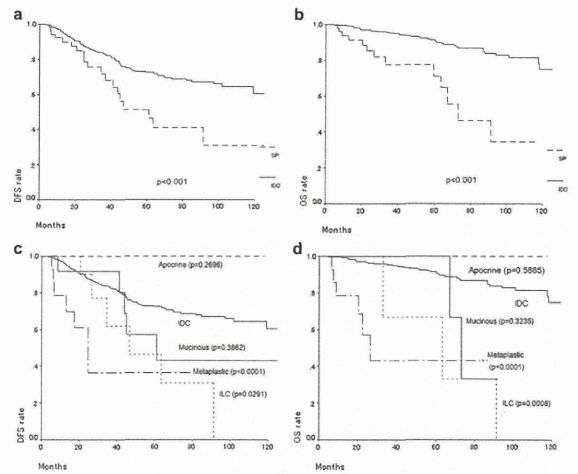 a
1.0
.8
.6
.4
.2
0.0
DFS rate
p<0.001
SP
IDC
0 20 40 60 80 100 120
Months
b
1.0
.8
.6
.4
.2
0.0
OS rate
p<0.001
SP
IDC
0 20 40 60 80 100 120
Months
c
1.0
.8
.6
.4
.2
0.0
DFS rate
Apocrine (p=0.2696)
IDC
Mucinous (p=0.3862)
Metaplastic (p<0.0001)
ILC (p=0.0291)
0 20 40 60 80 100 120
Months
d
1.0
.8
.6
.4
.2
0.0
OS rate
Apocrine (p=0.5885)
IDC
Mucinous (p=0.3235)
Metaplastic
(p<0.0001)
ILC (p=0.0008)
0 20 40 60 80 100 120
Months